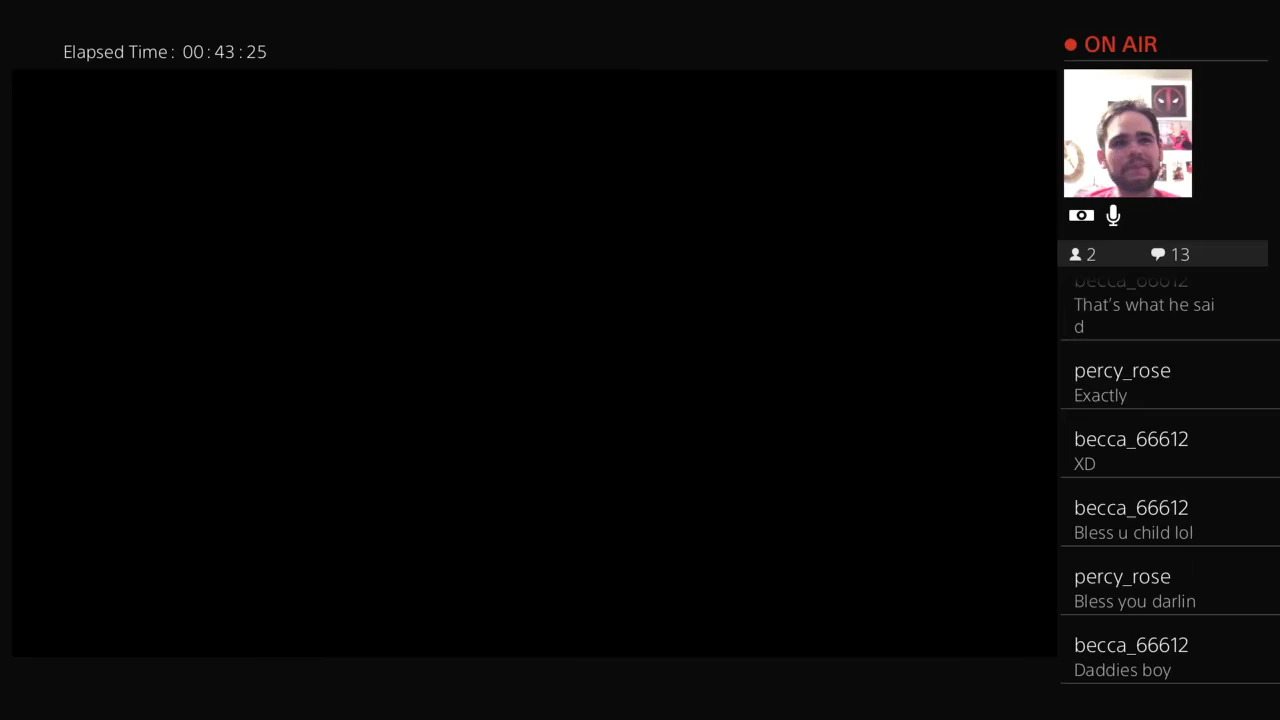 Elapsed Time: 00:43:25
ON AIR
2 13
becca_66612
That's what he sai
d
percy_rose
Exactly
becca_66612
XD
becca_66612
Bless u child lol
percy_rose
Bless you darlin
becca_66612
Daddies boy